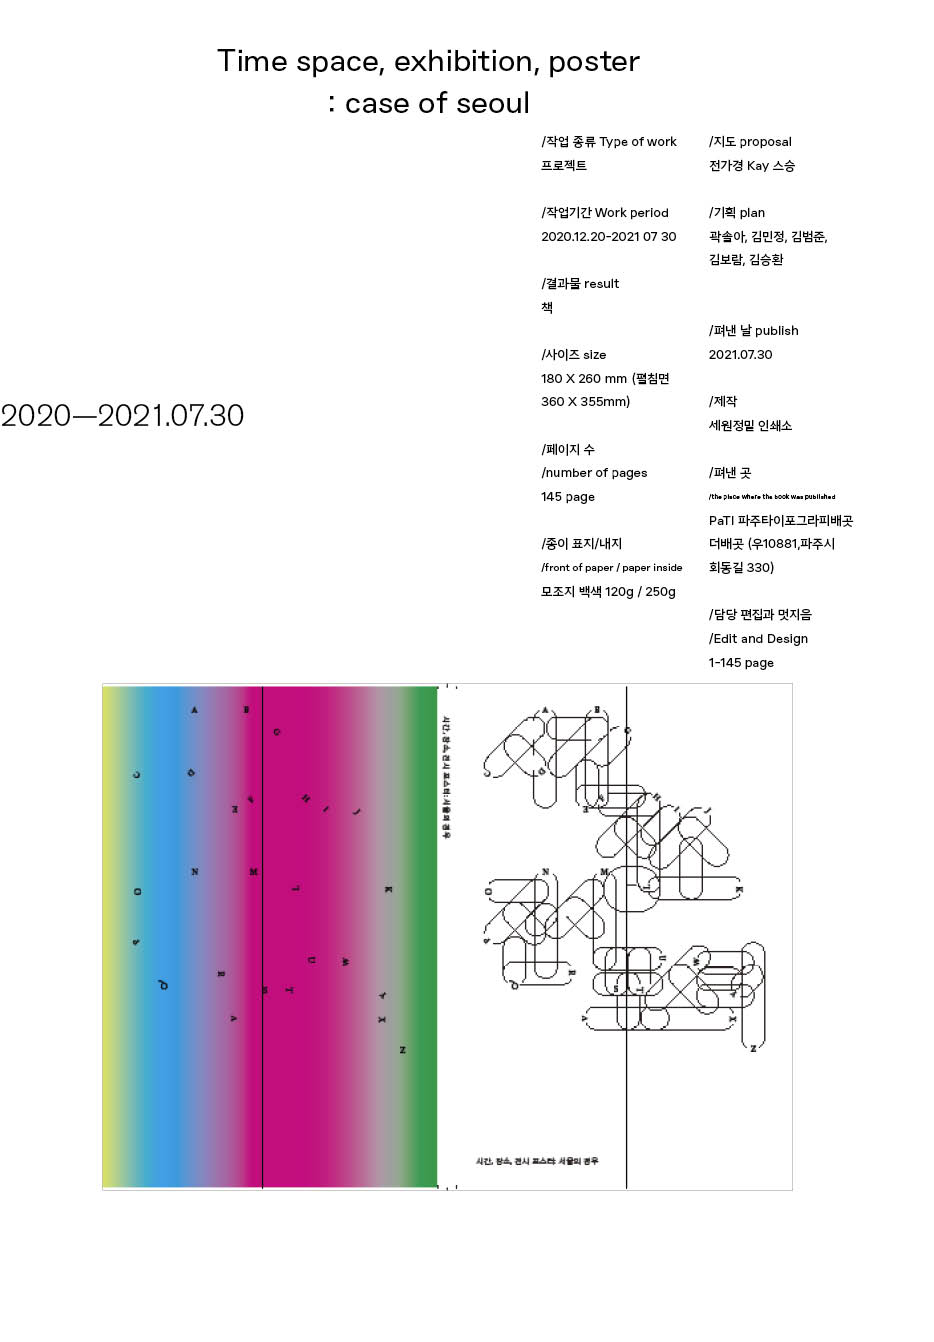 Time space, exhibition, poster
: case of seoul
/작업 종류 Type of work
프로젝트
/작업기간 Work period
2020.12.20-2021 07 30
/결과물 result
책
/사이즈 size
180 X 260 mm (펼침면
360 X 355mm)
/페이지 수
/number of pages
145 page
/종이 표지/내지
/front of paper / paper inside
모조지 백색 120g / 250g
/지도 proposal
전가경 Kay 스승
/기획 plan
곽솔아, 김민정, 김범준,
김보람, 김승환
/펴낸 날 publish
2021.07.30
/제작
세원정밀 인쇄소
/펴낸 곳
/the place where the book was published
PaTI 파주타이포그라피배곳
더배곳 (우10881,파주시
회동길 330)
/담당 편집과 멋지음
/Edit and Design
1-145 page
2020—2021.07.30
A B
G
C D
E F H I J
N M
O L K
P
Q R U W
S T Y
V X
Z
시간, 장소, 전시 포스터: 서울의 경우
A B
G
C D
E F H I J
N M
O L K
P
Q R U W
S T Y
V X
Z
시간, 장소, 전시 포스터: 서울의 경우